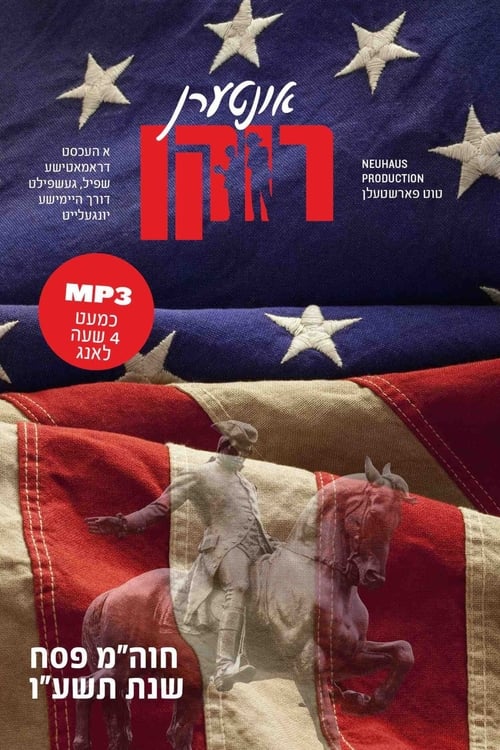 אונטערן
רוקן
א העכסט
דראמאטישע
שפיל, געשפילט
דורך היימישע
יונגעלייט
NEUHAUS
PRODUCTION
טוט פארשטעלן
MP3
כמעט
4 שעה
לאנג
חוה"מ פסח
שנת תשע"ו